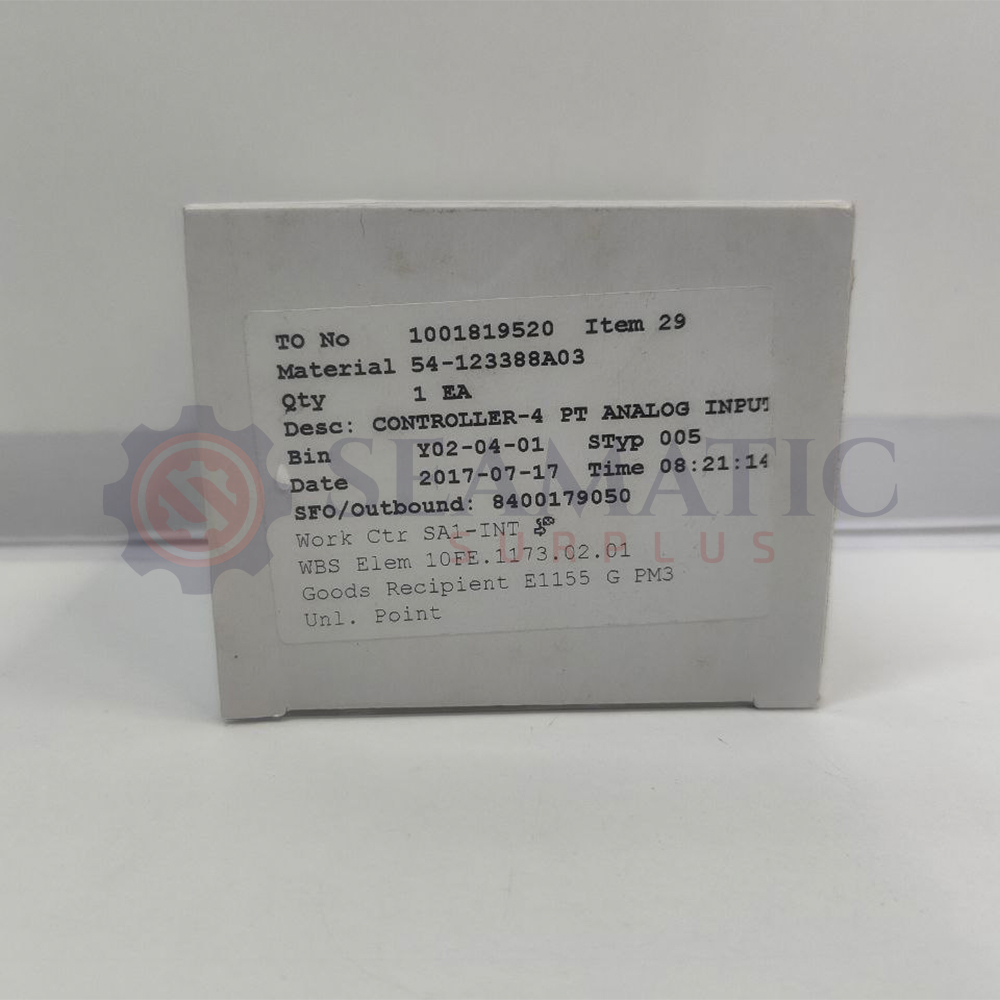 TO No 1001819520 Item 29
Material 54-123388A03
Qty 1 EA
Desc: CONTROLLER-4 PT ANALOG INPUT
Bin Y02-04-01 STyp 005
Date 2017-07-17 Time 08:21:14
SFO/Outbound: 8400179050
Work Ctr SA1-INT
WBS Elem 10FE.1173.02.01
Goods Recipient E1155 G PM3
Unl. Point
SEAMATIC
SURPLUS